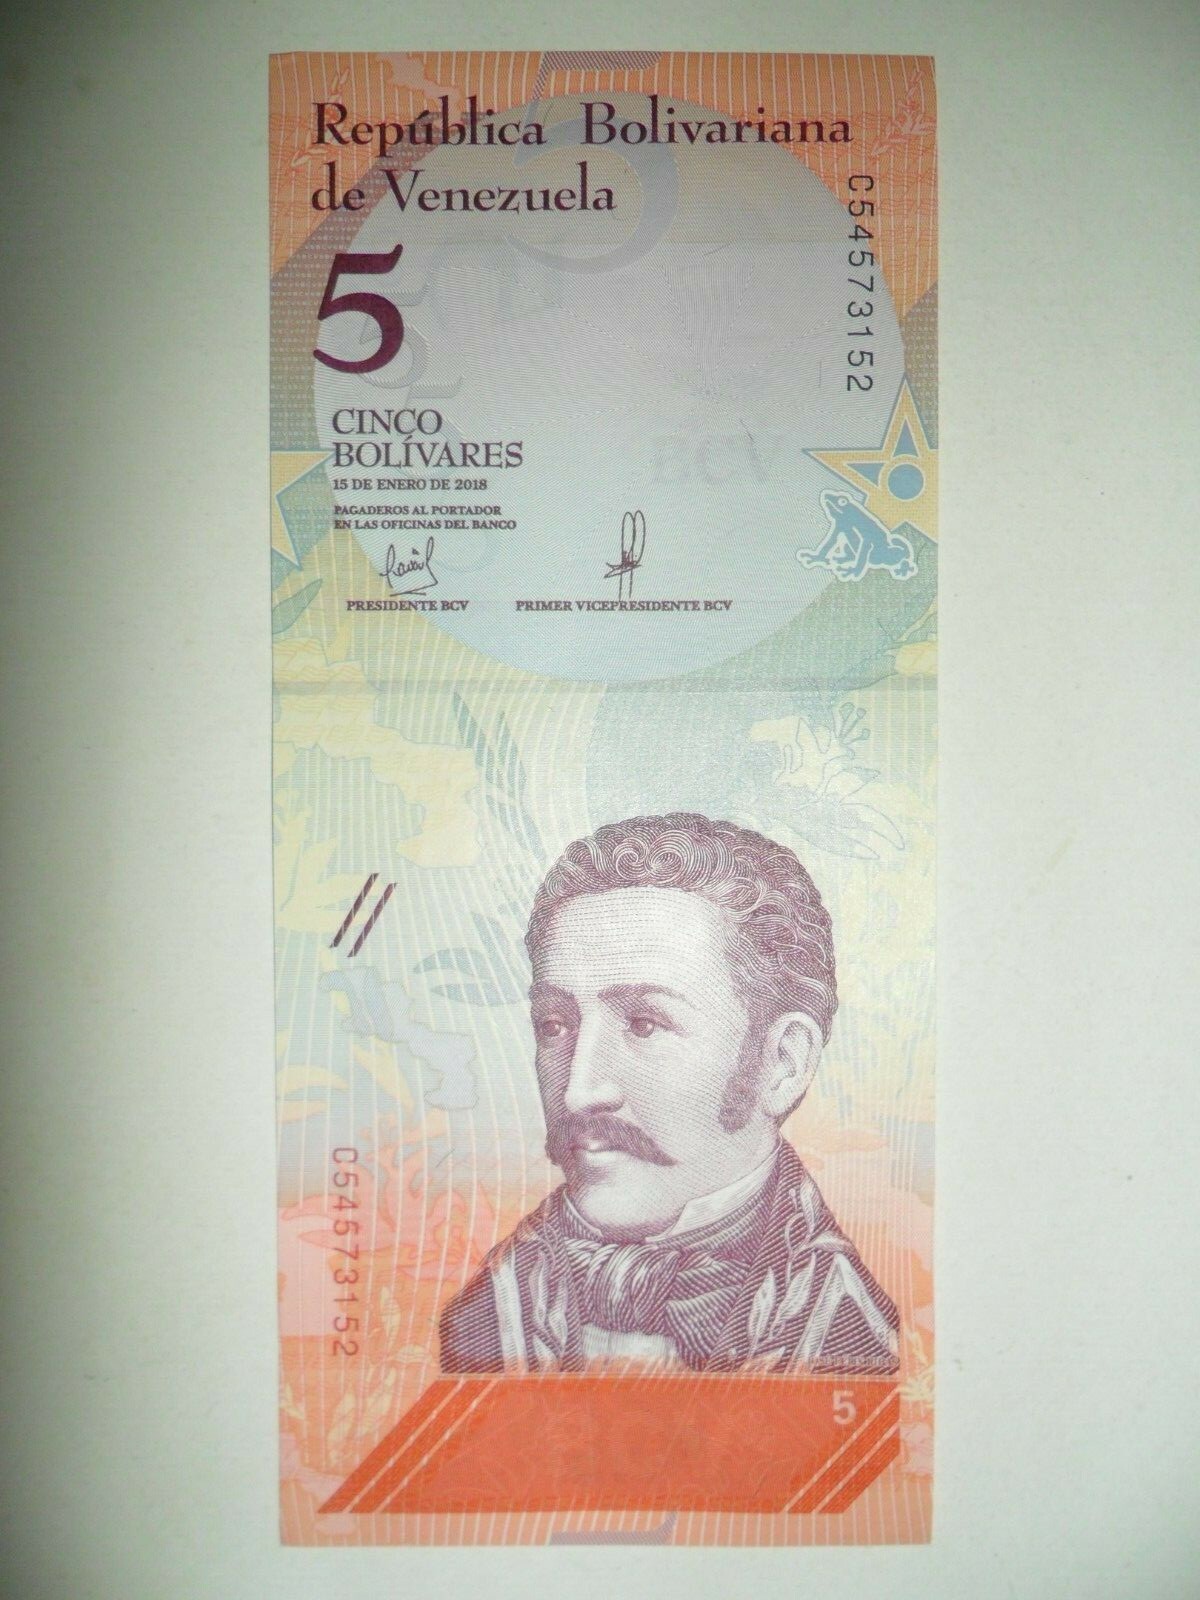 República Bolivariana
de Venezuela
C54573152
5
CINCO
BOLÍVARES
15 DE ENERO DE 2018
PAGADEROS AL PORTADOR
EN LAS OFICINAS DEL BANCO
PRESIDENTE BCV
PRIMER VICEPRESIDENTE BCV
BCV
C54573152
5